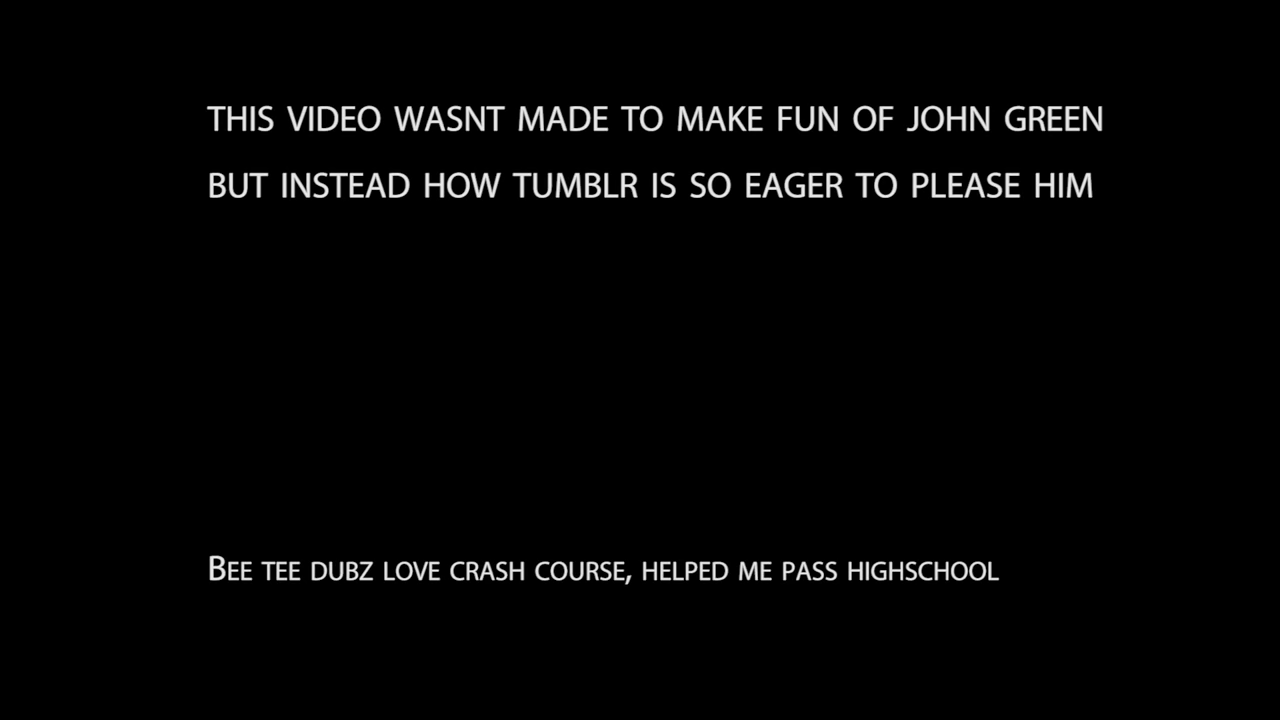 THIS VIDEO WASNT MADE TO MAKE FUN OF JOHN GREEN
BUT INSTEAD HOW TUMBLR IS SO EAGER TO PLEASE HIM
BEE TEE DUBZ LOVE CRASH COURSE, HELPED ME PASS HIGHSCHOOL